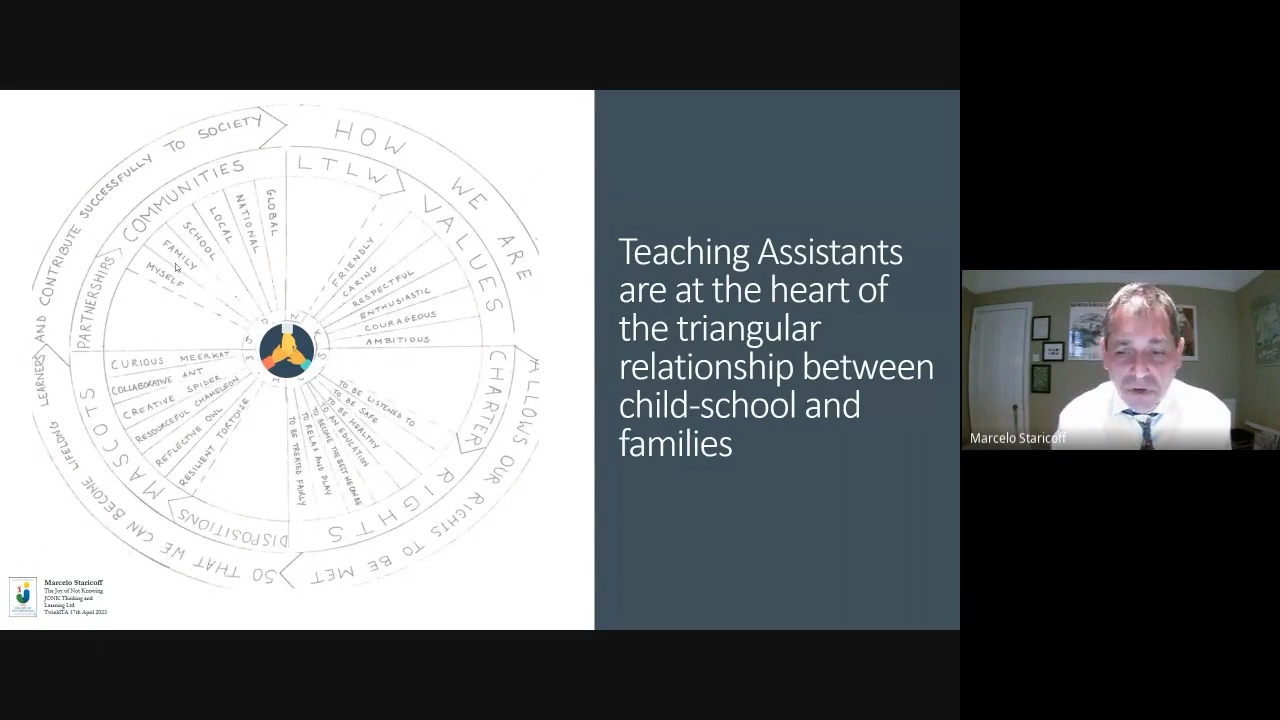 HOW WE ARE
ALLOWS OUR RIGHTS TO BE MET
SO THAT WE CAN BECOME LIFELONG
LEARNERS AND CONTRIBUTE SUCCESSFULLY TO SOCIETY
LTLW
VALUES
FRIENDLY
CARING
RESPECTFUL
ENTHUSIASTIC
COURAGEOUS
AMBITIOUS
CHARTER
RIGHTS
TO BE LISTENED TO
TO BE SAFE
TO BE HEALTHY
TO AN EDUCATION
TO BECOME THE BEST WE CAN BE
TO RELAX AND PLAY
TO BE TREATED FAIRLY
DISPOSITIONS
MASCOTS
RESILIENT TORTOISE
REFLECTIVE OWL
RESOURCEFUL CHAMELEON
CREATIVE SPIDER
COLLABORATIVE ANT
CURIOUS MEERKAT
PARTNERSHIPS
COMMUNITIES
MYSELF
FAMILY
SCHOOL
LOCAL
NATIONAL
GLOBAL
Marcelo Staricoff
The Joy of Not Knowing
JONK Thinking and
Learning Ltd
17th April 2023
Teaching Assistants
are at the heart of
the triangular
relationship between
child-school and
families
Marcelo Staricoff